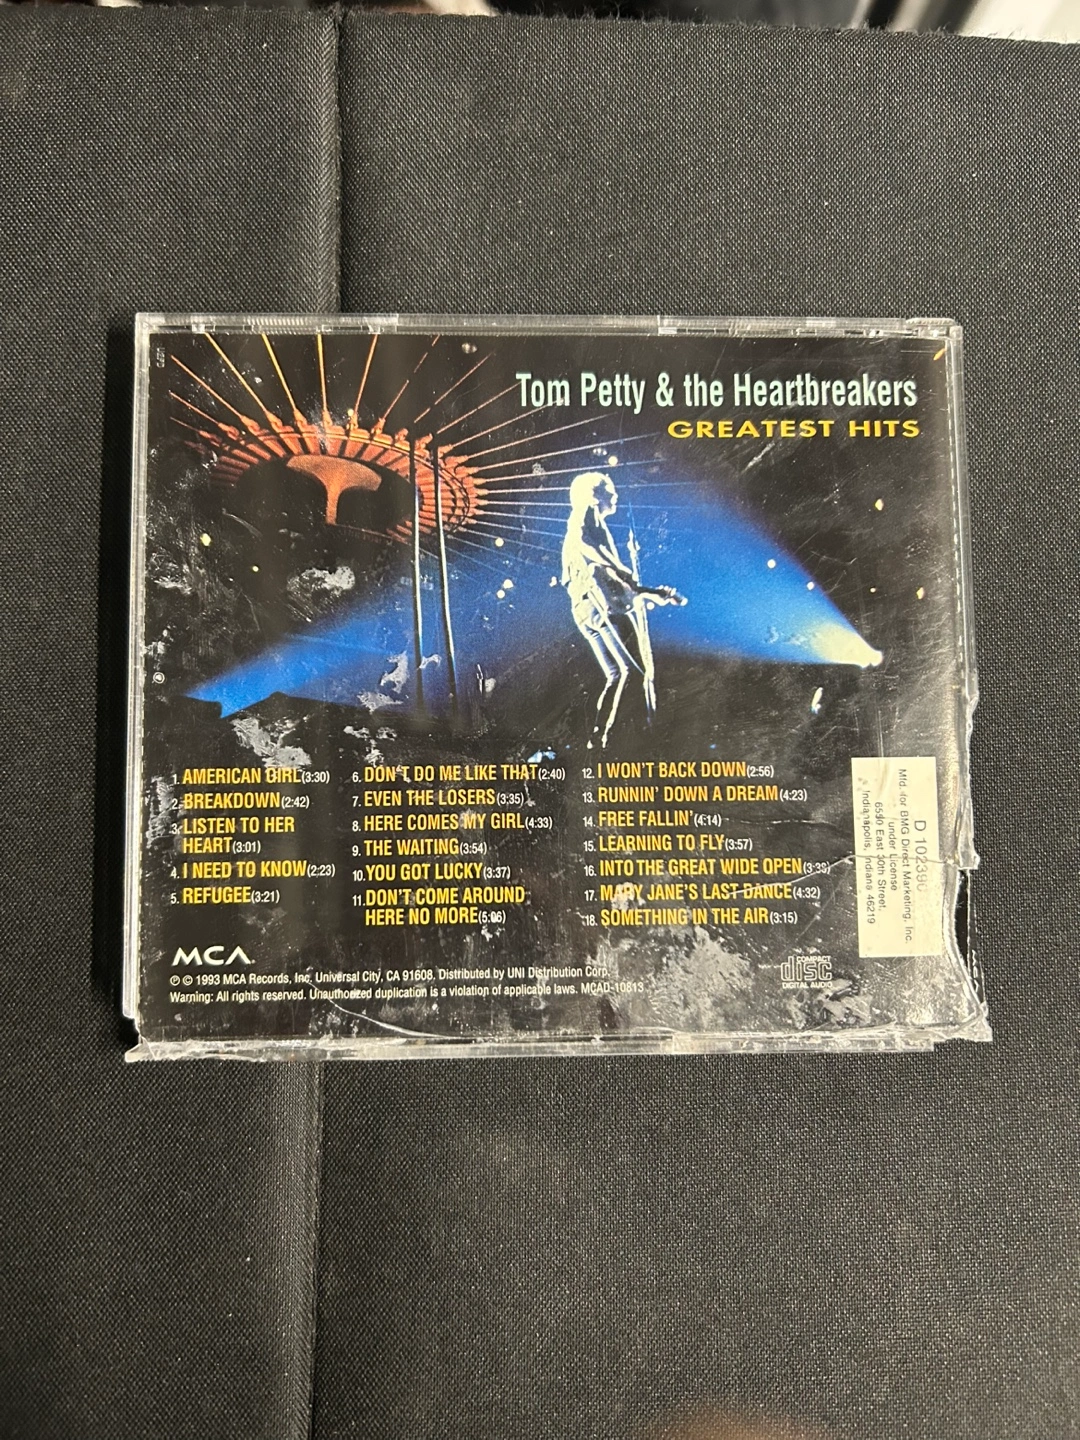 Tom Petty & the Heartbreakers
GREATEST HITS
1. AMERICAN GIRL(3:30)
2. BREAKDOWN(2:42)
3. LISTEN TO HER
HEART(3:01)
4. I NEED TO KNOW(2:23)
5. REFUGEE(3:21)
6. DON'T DO ME LIKE THAT(2:40)
7. EVEN THE LOSERS(3:35)
8. HERE COMES MY GIRL(4:33)
9. THE WAITING(3:54)
10. YOU GOT LUCKY(3:37)
11. DON'T COME AROUND
HERE NO MORE(5:06)
12. I WON'T BACK DOWN(2:56)
13. RUNNIN' DOWN A DREAM(4:23)
14. FREE FALLIN'(4:14)
15. LEARNING TO FLY(3:57)
16. INTO THE GREAT WIDE OPEN
17. MARY JANE'S LAST DANCE(4:32)
18. SOMETHING IN THE AIR(3:15)
D
Mfd. for BMG Direct Marketing, Inc.
under License
6550 East 30th Street,
Indianapolis, Indiana 46219
MCA
℗ © 1993 MCA Records, Inc. Universal City, CA 91608, Distributed by UNI Distribution Corp.
Warning: All rights reserved. Unauthorized duplication is a violation of applicable laws. MCAD-10813
COMPACT
disc
DIGITAL AUDIO